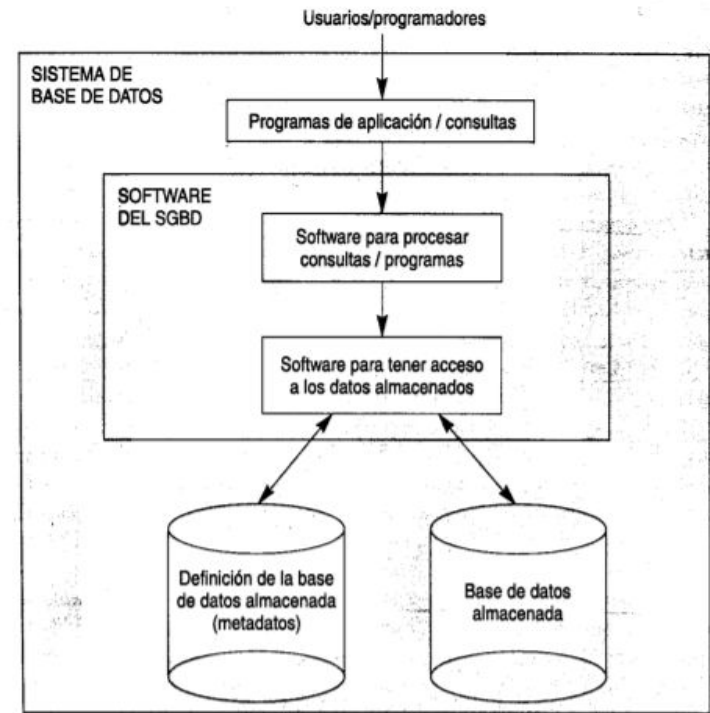 Usuarios/programadores
SISTEMA DE
BASE DE DATOS
Programas de aplicación / consultas
SOFTWARE
DEL SGBD
Software para procesar
consultas / programas
Software para tener acceso
a los datos almacenados
Definición de la base
de datos almacenada
(metadatos)
Base de datos
almacenada